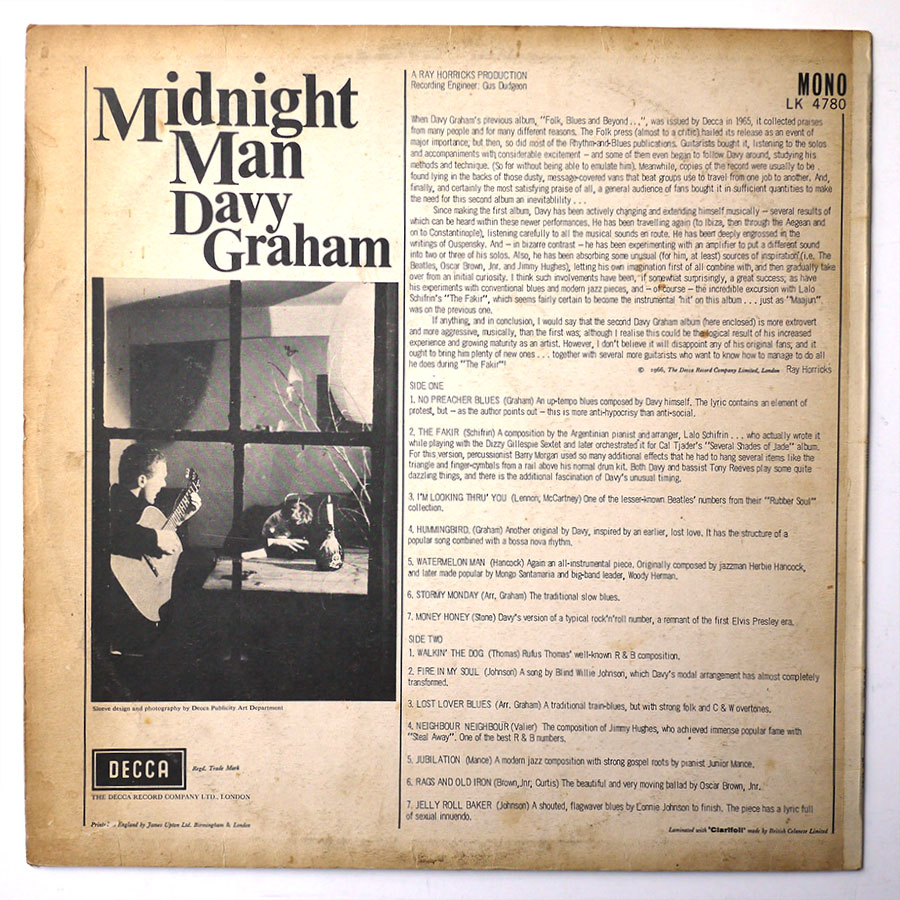 Midnight
Man
Davy
Graham
Sleeve design and photography by Decca Publicity Art Department
DECCA
Regd. Trade Mark
THE DECCA RECORD COMPANY LTD., LONDON
Printed in England by James Upton Ltd. Birmingham & London
A RAY HORRICKS PRODUCTION
Recording Engineer: Gus Dudgeon
MONO
LK 4780
When Davy Graham's previous album, "Folk, Blues and Beyond . . .", was issued by Decca in 1965, it collected praises
from many people and for many different reasons. The Folk press (almost to a critic) hailed its release as an event of
major importance; but then, so did most of the Rhythm-and-Blues publications. Guitarists bought it, listening to the solos
and accompaniments with considerable excitement – and some of them even began to follow Davy around, studying his
methods and technique. (So far without being able to emulate him). Meanwhile, copies of the record were usually to be
found lying in the backs of those dusty, message-covered vans that beat groups use to travel from one job to another. And,
finally, and certainly the most satisfying praise of all, a general audience of fans bought it in sufficient quantities to make
the need for this second album an inevitability . . .
Since making the first album, Davy has been actively changing and extending himself musically – several results of
which can be heard within these newer performances. He has been travelling again (to Ibiza, then through the Aegean and
on to Constantinople), listening carefully to all the musical sounds en route. He has been deeply engrossed in the
writings of Ouspensky. And – in bizarre contrast – he has been experimenting with an amplifier to put a different sound
into two or three of his solos. Also, he has been absorbing some unusual (for him, at least) sources of inspiration (i.e. The
Beatles, Oscar Brown, Jnr. and Jimmy Hughes), letting his own imagination first of all combine with, and then gradually take
over from an initial curiosity. I think such involvements have been, if somewhat surprisingly, a great success; as have
his experiments with conventional blues and modern jazz pieces, and – of course – the incredible excursion with Lalo
Schifrin's "The Fakir", which seems fairly certain to become the instrumental 'hit' on this album . . . just as "Maajun"
was on the previous one.
If anything, and in conclusion, I would say that the second Davy Graham album (here enclosed) is more extrovert
and more aggressive, musically, than the first was; although I realise this could be the logical result of his increased
experience and growing maturity as an artist. However, I don't believe it will disappoint any of his original fans; and it
ought to bring him plenty of new ones . . . together with several more guitarists who want to know how to manage to do all
he does during "The Fakir"!
© 1966, The Decca Record Company Limited, London Ray Horricks
SIDE ONE
1. NO PREACHER BLUES (Graham) An up-tempo blues composed by Davy himself. The lyric contains an element of
protest, but – as the author points out – this is more anti-hypocrisy than anti-social.
2. THE FAKIR (Schifrin) A composition by the Argentinian pianist and arranger, Lalo Schifrin . . . who actually wrote it
while playing with the Dizzy Gillespie Sextet and later orchestrated it for Cal Tjader's "Several Shades of Jade" album.
For this version, percussionist Barry Morgan used so many additional effects that he had to hang several items like the
triangle and finger-cymbals from a rail above his normal drum kit. Both Davy and bassist Tony Reeves play some quite
dazzling things, and there is the additional fascination of Davy's unusual timing.
3. I'M LOOKING THRU' YOU (Lennon; McCartney) One of the lesser-known Beatles' numbers from their "Rubber Soul"
collection.
4. HUMMINGBIRD. (Graham) Another original by Davy, inspired by an earlier, lost love. It has the structure of a
popular song combined with a bossa nova rhythm.
5. WATERMELON MAN (Hancock) Again an all-instrumental piece. Originally composed by jazzman Herbie Hancock,
and later made popular by Mongo Santamaria and big-band leader, Woody Herman.
6. STORMY MONDAY (Arr. Graham) The traditional slow blues.
7. MONEY HONEY (Stone) Davy's version of a typical rock'n'roll number, a remnant of the first Elvis Presley era.
SIDE TWO
1. WALKIN' THE DOG (Thomas) Rufus Thomas' well-known R & B composition.
2. FIRE IN MY SOUL (Johnson) A song by Blind Willie Johnson, which Davy's modal arrangement has almost completely
transformed.
3. LOST LOVER BLUES (Arr. Graham) A traditional train-blues, but with strong folk and C & W overtones.
4. NEIGHBOUR NEIGHBOUR (Valier) The composition of Jimmy Hughes, who achieved immense popular fame with
"Steal Away". One of the best R & B numbers.
5. JUBILATION (Mance) A modern jazz composition with strong gospel roots by pianist Junior Mance.
6. RAGS AND OLD IRON (Brown, Jnr; Curtis) The beautiful and very moving ballad by Oscar Brown, Jnr.
7. JELLY ROLL BAKER (Johnson) A shouted, flagwaver blues by Lonnie Johnson to finish. The piece has a lyric full
of sexual innuendo.
Laminated with "Clarifoil" made by British Celanese Limited